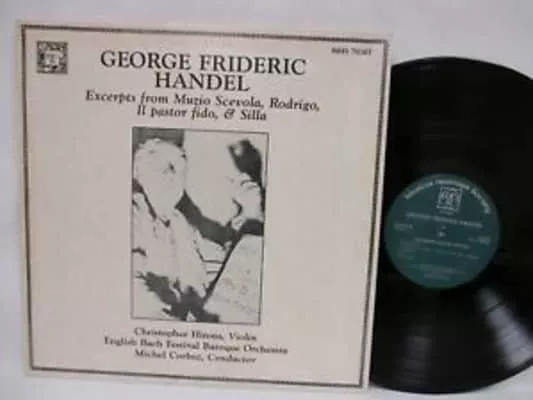 GEORGE FRIDERIC
HANDEL
Excerpts from Muzio Scevola, Rodrigo,
Il pastor fido, & Silla
Christopher Hirons, Violin
English Bach Festival Baroque Orchestra
Michel Corboz, Conductor